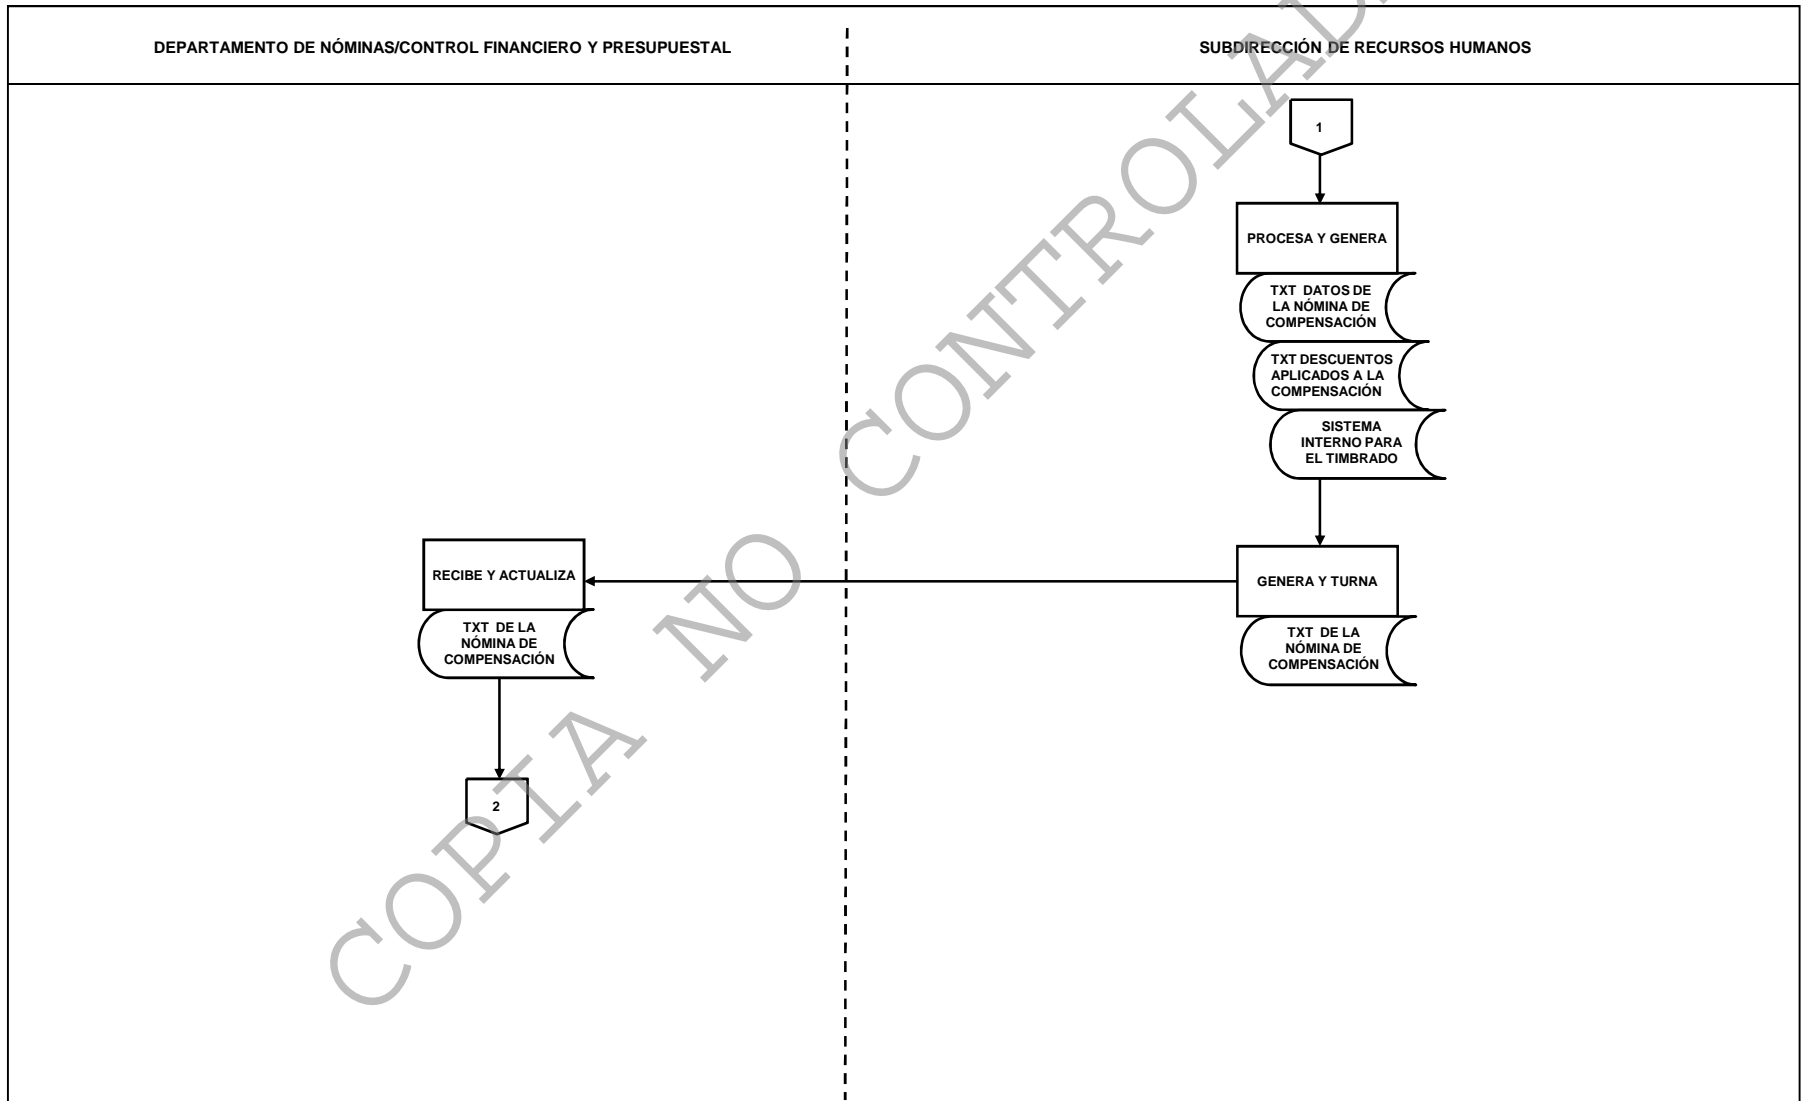 DEPARTAMENTO DE NÓMINAS/CONTROL FINANCIERO Y PRESUPUESTAL
SUBDIRECCIÓN DE RECURSOS HUMANOS
1
PROCESA Y GENERA
TXT DATOS DE
LA NÓMINA DE
COMPENSACIÓN
TXT DESCUENTOS
APLICADOS A LA
COMPENSACIÓN
SISTEMA
INTERNO PARA
EL TIMBRADO
RECIBE Y ACTUALIZA
TXT DE LA
NÓMINA DE
COMPENSACIÓN
GENERA Y TURNA
TXT DE LA
NÓMINA DE
COMPENSACIÓN
2
COPIA NO CONTROLAD